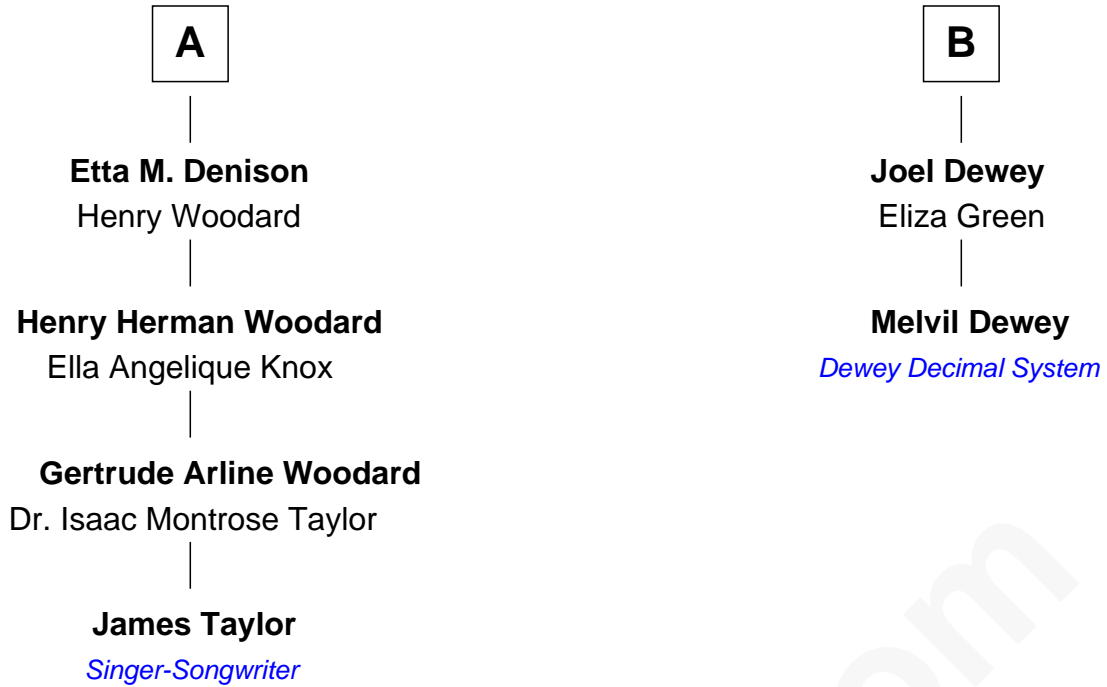 A
Etta M. Denison
Henry Woodard
Henry Herman Woodard
Ella Angelique Knox
Gertrude Arline Woodard
Dr. Isaac Montrose Taylor
James Taylor
Singer-Songwriter
B
Joel Dewey
Eliza Green
Melvil Dewey
Dewey Decimal System
om